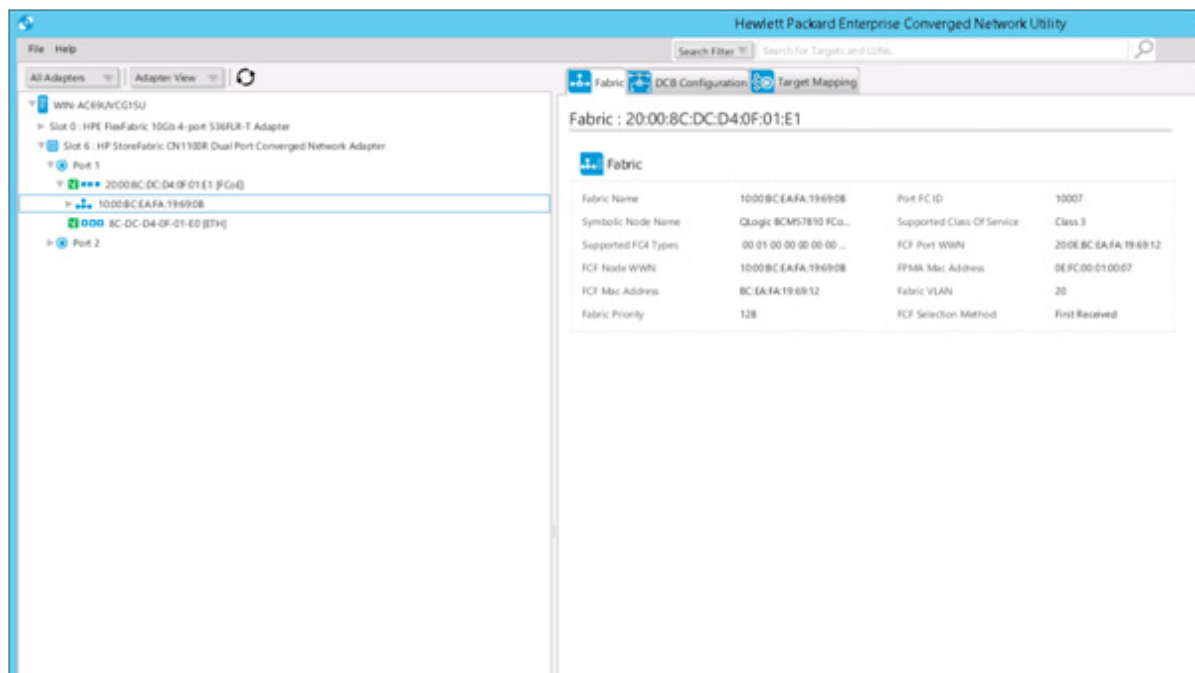 Hewlett Packard Enterprise Converged Network Utility
File Help
Search Filter Search for Targets and LUNs.
All Adapters Adapter View
Fabric DCB Configuration Target Mapping
WIN-AC69UVCG1SU
Slot 0 : HPE FlexFabric 10Gb 4-port 536FLR-T Adapter
Slot 6 : HP StoreFabric CN1100R Dual Port Converged Network Adapter
Port 1
20:00:8C:DC:D4:0F:01:E1 [FCoE]
10:00:BC:EA:FA:19:69:0B
8C-DC-D4-0F-01-E0 [ETH]
Port 2
Fabric : 20:00:8C:DC:D4:0F:01:E1
Fabric
Fabric Name 10:00:BC:EA:FA:19:69:0B Port FC ID 10007
Symbolic Node Name QLogic BCM57810 FCo... Supported Class Of Service Class 3
Supported FC4 Types 00 01 00 00 00 00 00 ... FCF Port WWN 20:0E:BC:EA:FA:19:69:12
FCF Node WWN 10:00:BC:EA:FA:19:69:0B FPMA Mac Address 0E:FC:00:01:00:07
FCF Mac Address BC:EA:FA:19:69:12 Fabric VLAN 20
Fabric Priority 128 FCF Selection Method First Received